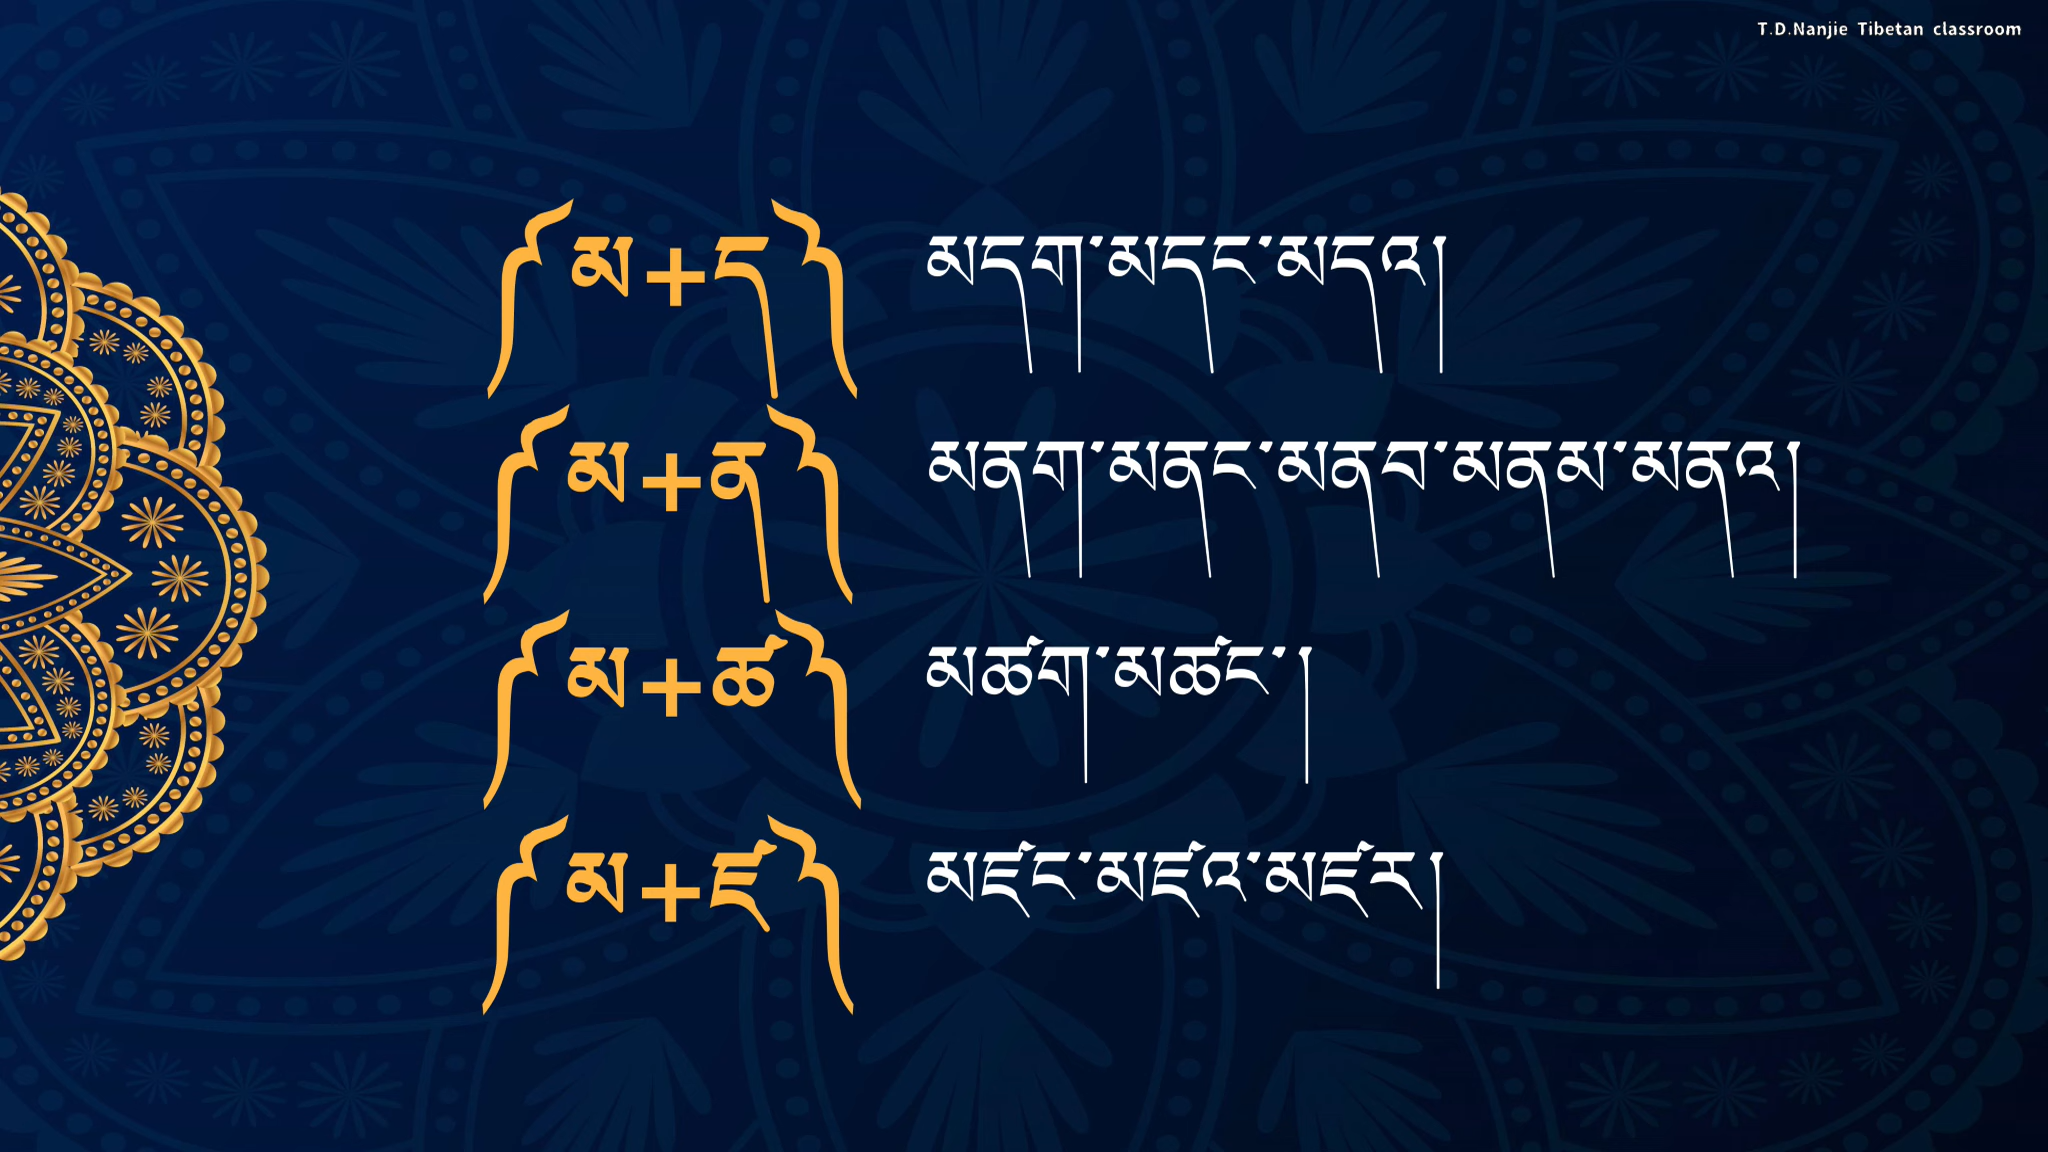 T.D.Nanjie Tibetan classroom
༼མ+ད༽ མདག་མདང་མདའ།
༼མ+ན༽ མནག་མནང་མནབ་མནམ་མནའ།
༼མ+ཚ༽ མཚག་མཚང་།
༼མ+ཛ༽ མཛང་མཛའ་མཛར།